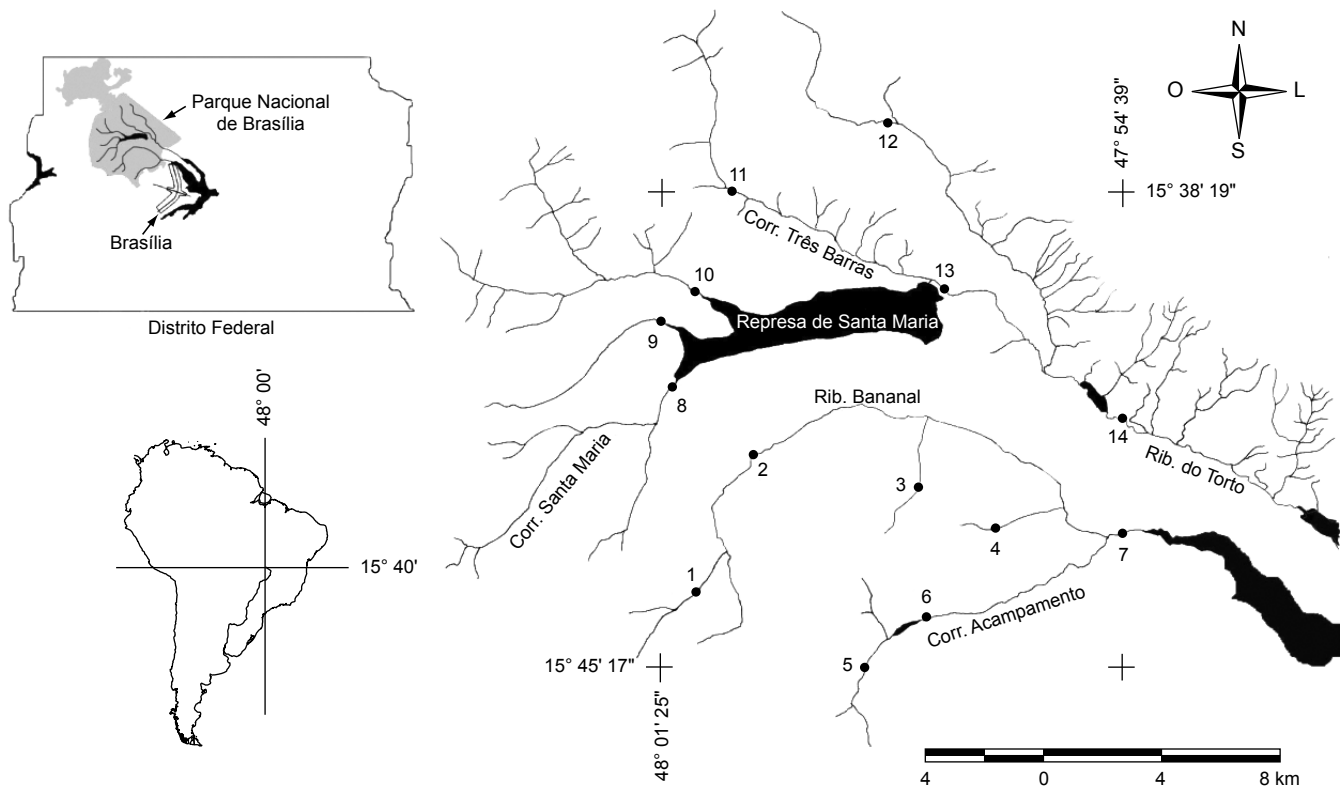 Parque Nacional
de Brasília
Brasília
Distrito Federal
48° 00'
15° 40'
N
O
L
S
47° 54' 39"
15° 38' 19"
12
11
Corr. Três Barras
13
10
Represa de Santa Maria
9
8
Rib. Bananal
14
Rib. do Torto
2
3
Corr. Santa Maria
4
7
1
6
Corr. Acampamento
5
15° 45' 17"
48° 01' 25"
4
0
4
8 km